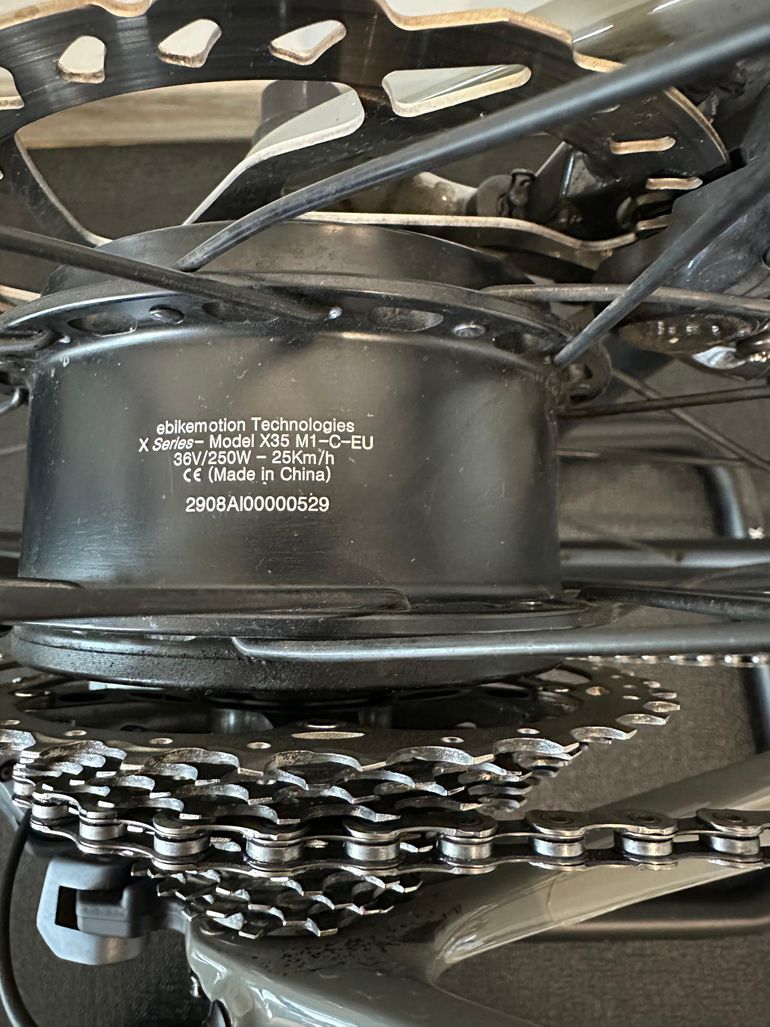 ebikemotion Technologies
X Series - Model X35 M1-C-EU
36V/250W - 25Km/h
CE (Made in China)
2908AI00000529